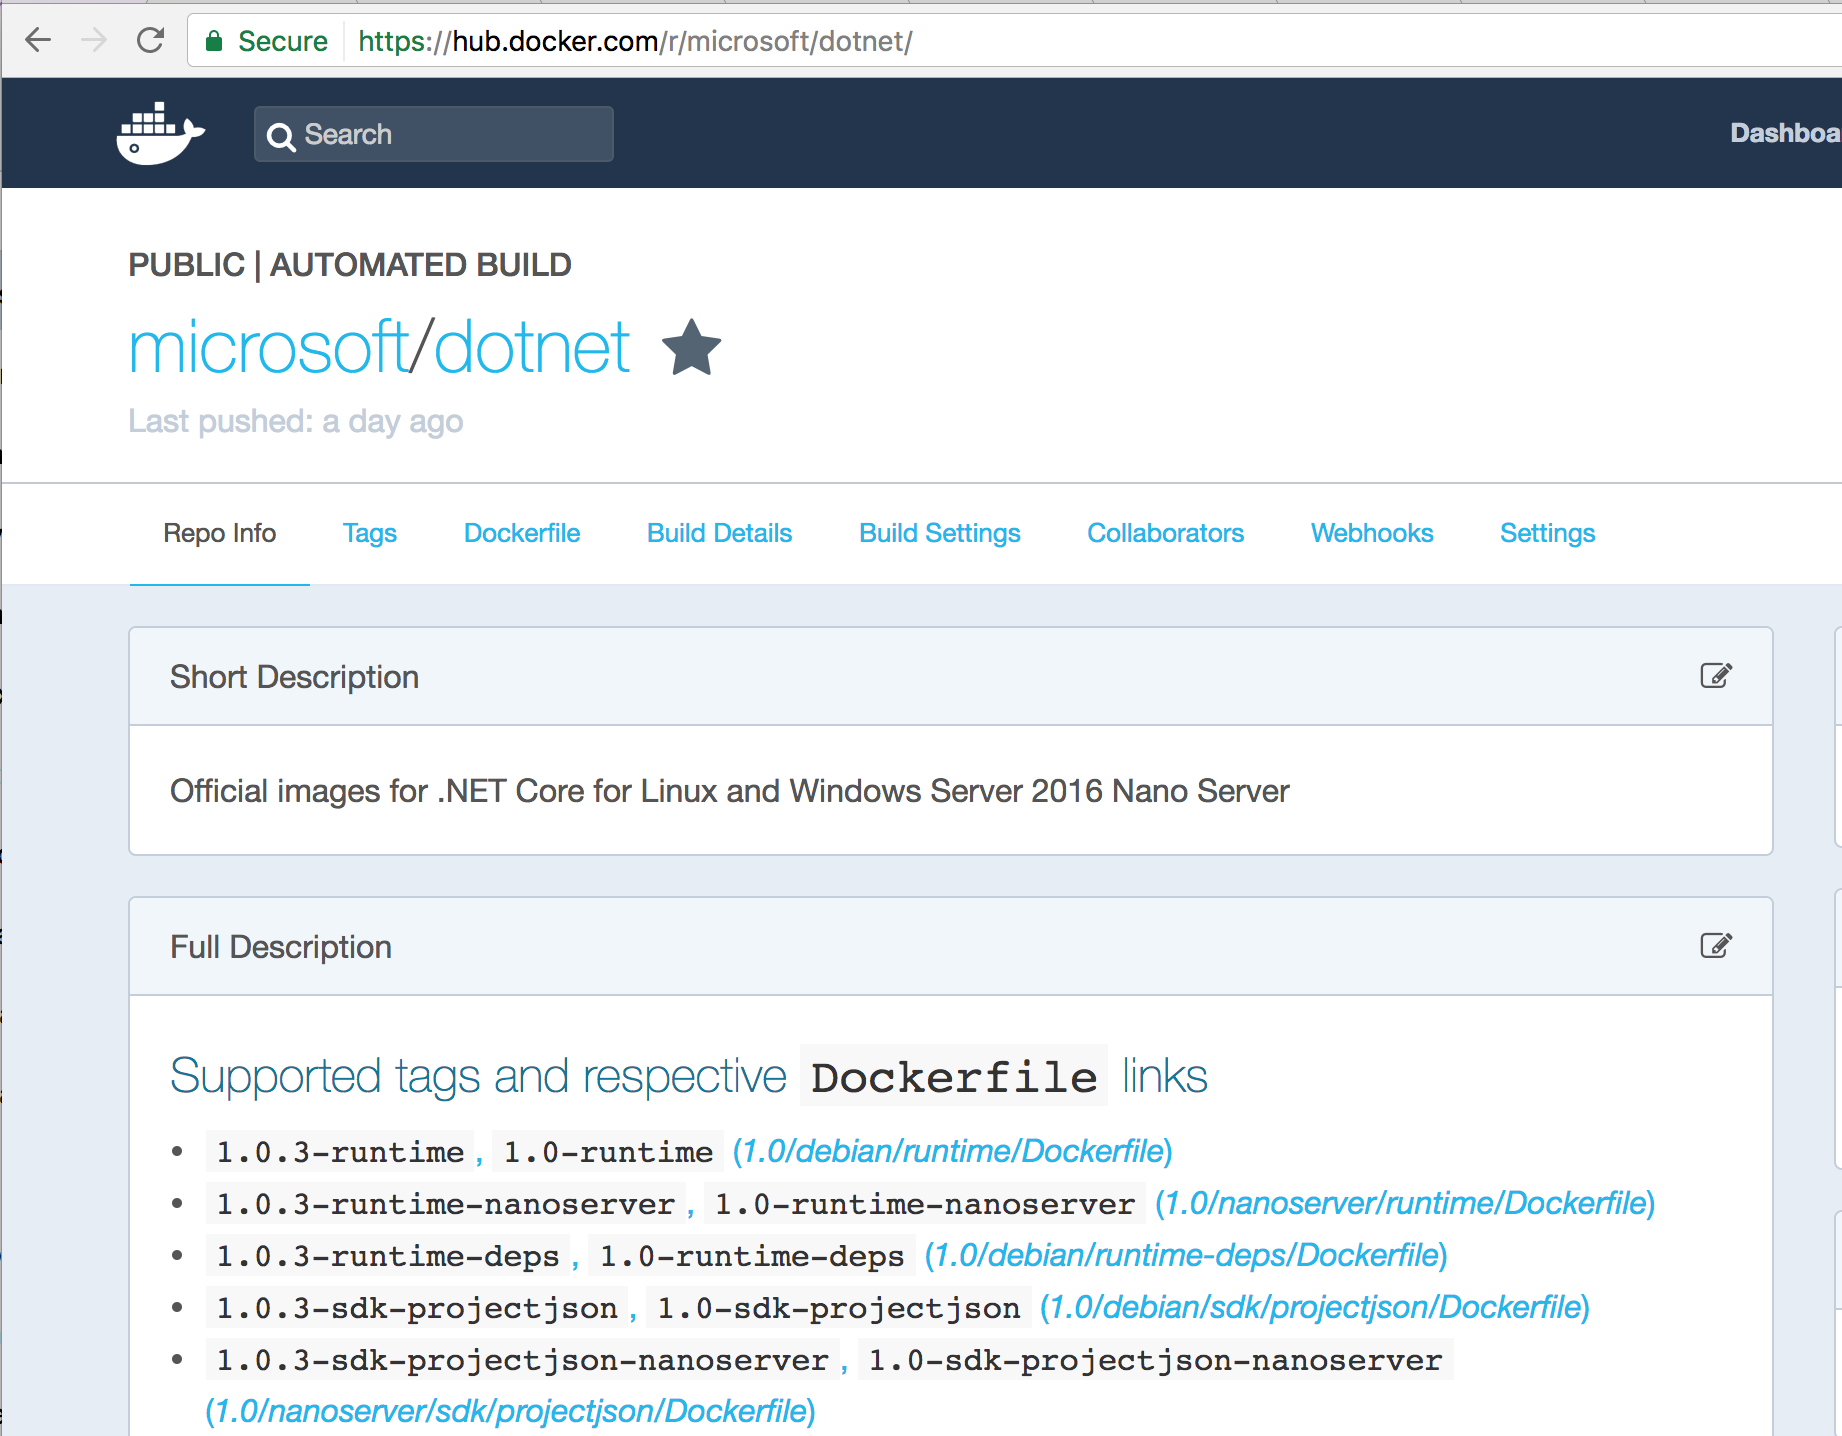 Secure https://hub.docker.com/r/microsoft/dotnet/
Search
PUBLIC | AUTOMATED BUILD
microsoft/dotnet
Last pushed: a day ago
Repo Info Tags Dockerfile Build Details Build Settings Collaborators Webhooks Settings
Short Description
Official images for .NET Core for Linux and Windows Server 2016 Nano Server
Full Description
Supported tags and respective Dockerfile links
• 1.0.3-runtime , 1.0-runtime (1.0/debian/runtime/Dockerfile)
• 1.0.3-runtime-nanoserver , 1.0-runtime-nanoserver (1.0/nanoserver/runtime/Dockerfile)
• 1.0.3-runtime-deps , 1.0-runtime-deps (1.0/debian/runtime-deps/Dockerfile)
• 1.0.3-sdk-projectjson , 1.0-sdk-projectjson (1.0/debian/sdk/projectjson/Dockerfile)
• 1.0.3-sdk-projectjson-nanoserver , 1.0-sdk-projectjson-nanoserver
(1.0/nanoserver/sdk/projectjson/Dockerfile)